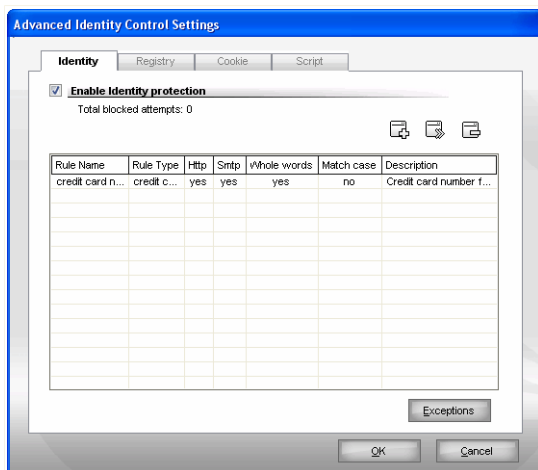 Advanced Identity Control Settings
Identity Registry Cookie Script
Enable Identity protection
Total blocked attempts: 0
Rule Name Rule Type Http Smtp Whole words Match case Description
credit card n... credit c... yes yes yes no Credit card number f...
Exceptions
OK Cancel